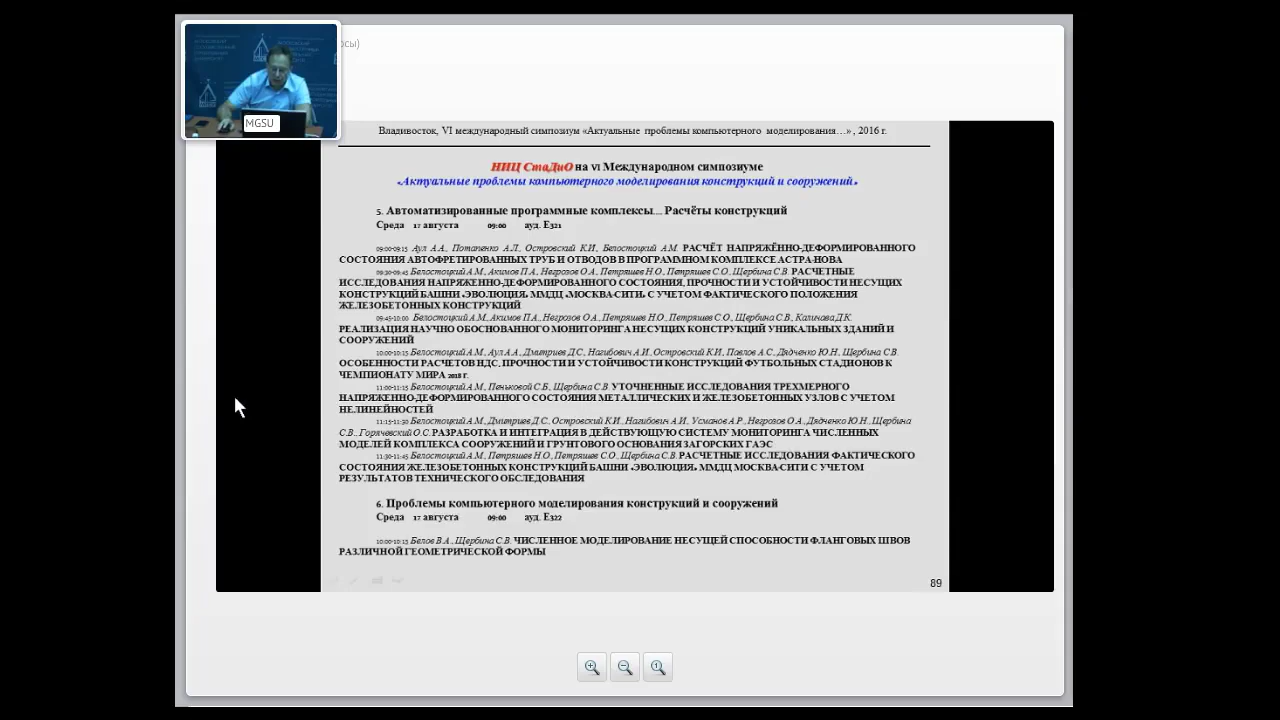 осы)
MGSU
Владивосток, VI международный симпозиум «Актуальные проблемы компьютерного моделирования…» , 2016 г.
НИЦ СтаДиО на VI Международном симпозиуме
«Актуальные проблемы компьютерного моделирования конструкций и сооружений»
5. Автоматизированные программные комплексы… Расчёты конструкций
Среда 17 августа 09:00 ауд. E321
09:00-09:15 Аул А.А., Потапенко А.Л., Островский К.И., Белостоцкий А.М. РАСЧЁТ НАПРЯЖЁННО-ДЕФОРМИРОВАННОГО
СОСТОЯНИЯ АВТОФРЕТИРОВАННЫХ ТРУБ И ОТВОДОВ В ПРОГРАММНОМ КОМПЛЕКСЕ АСТРА-НОВА
09:30-09:45 Белостоцкий А.М., Акимов П.А., Негрозов О.А., Петряшев Н.О., Петряшев С.О., Щербина С.В. РАСЧЕТНЫЕ
ИССЛЕДОВАНИЯ НАПРЯЖЕННО-ДЕФОРМИРОВАННОГО СОСТОЯНИЯ, ПРОЧНОСТИ И УСТОЙЧИВОСТИ НЕСУЩИХ
КОНСТРУКЦИЙ БАШНИ «ЭВОЛЮЦИЯ» ММДЦ «МОСКВА-СИТИ» С УЧЕТОМ ФАКТИЧЕСКОГО ПОЛОЖЕНИЯ
ЖЕЛЕЗОБЕТОННЫХ КОНСТРУКЦИЙ
09:45-10:00 Белостоцкий А.М., Акимов П.А., Негрозов О.А., Петряшев Н.О., Петряшев С.О., Щербина С.В., Каличава Д.К.
РЕАЛИЗАЦИЯ НАУЧНО ОБОСНОВАННОГО МОНИТОРИНГА НЕСУЩИХ КОНСТРУКЦИЙ УНИКАЛЬНЫХ ЗДАНИЙ И
СООРУЖЕНИЙ
10:00-10:15 Белостоцкий А.М., Аул А.А., Дмитриев Д.С., Нагибович А.И., Островский К.И., Павлов А.С., Дядченко Ю.Н., Щербина С.В.
ОСОБЕННОСТИ РАСЧЕТОВ НДС, ПРОЧНОСТИ И УСТОЙЧИВОСТИ КОНСТРУКЦИЙ ФУТБОЛЬНЫХ СТАДИОНОВ К
ЧЕМПИОНАТУ МИРА 2018 г.
11:00-11:15 Белостоцкий А.М., Пеньковой С.Б., Щербина С.В. УТОЧНЕННЫЕ ИССЛЕДОВАНИЯ ТРЕХМЕРНОГО
НАПРЯЖЕННО-ДЕФОРМИРОВАННОГО СОСТОЯНИЯ МЕТАЛЛИЧЕСКИХ И ЖЕЛЕЗОБЕТОННЫХ УЗЛОВ С УЧЕТОМ
НЕЛИНЕЙНОСТЕЙ
11:15-11:30 Белостоцкий А.М., Дмитриев Д.С., Островский К.И., Нагибович А.И., Усманов А.Р., Негрозов О.А., Дядченко Ю.Н., Щербина
С.В., Горячевский О.С. РАЗРАБОТКА И ИНТЕГРАЦИЯ В ДЕЙСТВУЮЩУЮ СИСТЕМУ МОНИТОРИНГА ЧИСЛЕННЫХ
МОДЕЛЕЙ КОМПЛЕКСА СООРУЖЕНИЙ И ГРУНТОВОГО ОСНОВАНИЯ ЗАГОРСКИХ ГАЭС
11:30-11:45 Белостоцкий А.М., Петряшев Н.О., Петряшев С.О., Щербина С.В. РАСЧЕТНЫЕ ИССЛЕДОВАНИЯ ФАКТИЧЕСКОГО
СОСТОЯНИЯ ЖЕЛЕЗОБЕТОННЫХ КОНСТРУКЦИЙ БАШНИ «ЭВОЛЮЦИЯ» ММДЦ МОСКВА-СИТИ С УЧЕТОМ
РЕЗУЛЬТАТОВ ТЕХНИЧЕСКОГО ОБСЛЕДОВАНИЯ
6. Проблемы компьютерного моделирования конструкций и сооружений
Среда 17 августа 09:00 ауд. E322
10:00-10:15 Белов В.А., Щербина С.В. ЧИСЛЕННОЕ МОДЕЛИРОВАНИЕ НЕСУЩЕЙ СПОСОБНОСТИ ФЛАНГОВЫХ ШВОВ
РАЗЛИЧНОЙ ГЕОМЕТРИЧЕСКОЙ ФОРМЫ
89